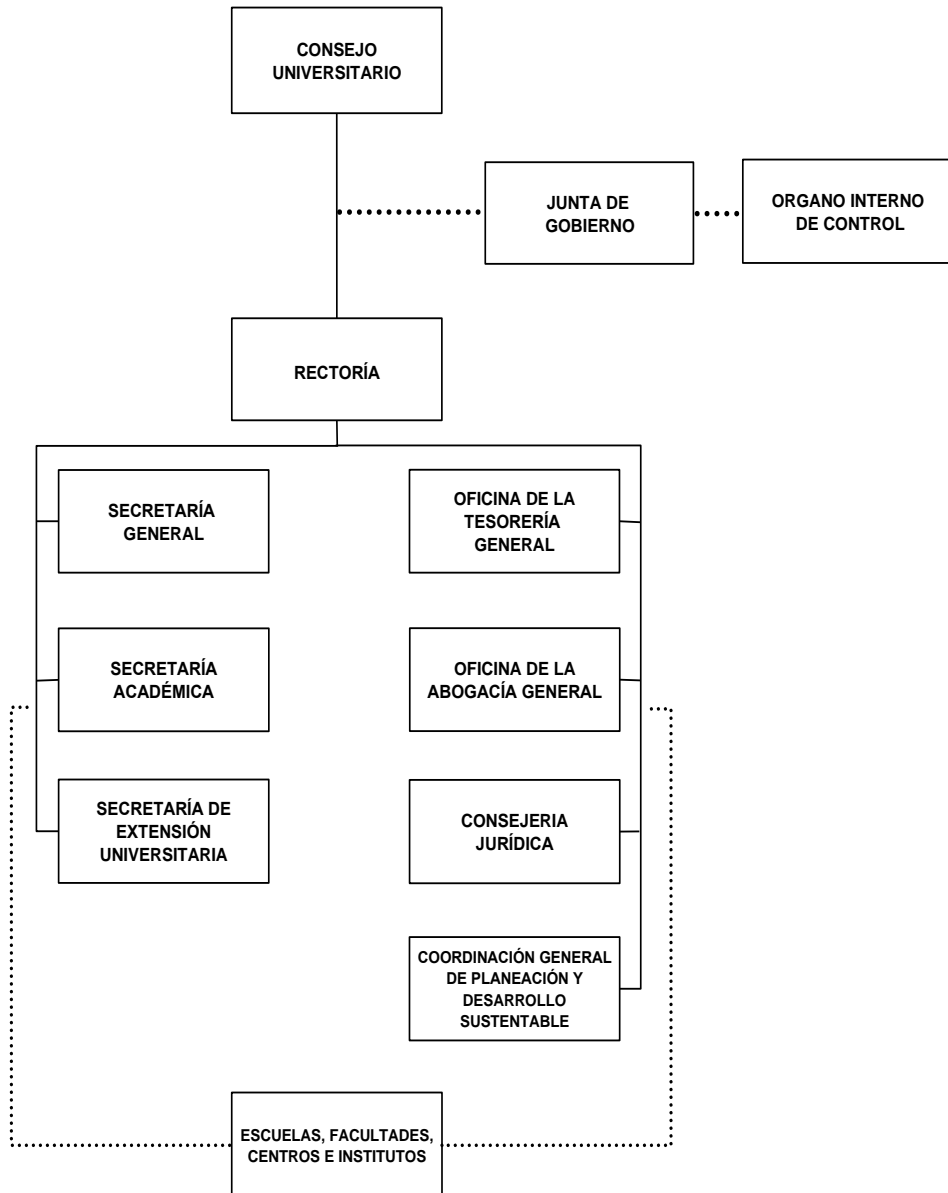 CONSEJO
UNIVERSITARIO
JUNTA DE
GOBIERNO
ORGANO INTERNO
DE CONTROL
RECTORÍA
SECRETARÍA
GENERAL
OFICINA DE LA
TESORERÍA
GENERAL
SECRETARÍA
ACADÉMICA
OFICINA DE LA
ABOGACÍA GENERAL
SECRETARÍA DE
EXTENSIÓN
UNIVERSITARIA
CONSEJERIA
JURÍDICA
COORDINACIÓN GENERAL
DE PLANEACIÓN Y
DESARROLLO
SUSTENTABLE
ESCUELAS, FACULTADES,
CENTROS E INSTITUTOS